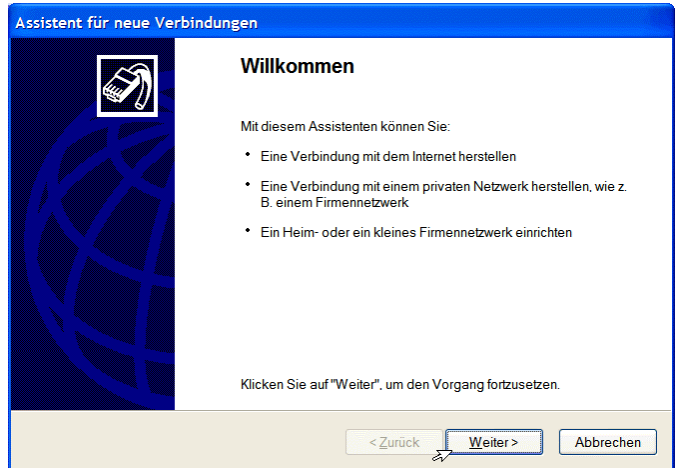 Assistent für neue Verbindungen
Willkommen
Mit diesem Assistenten können Sie:
• Eine Verbindung mit dem Internet herstellen
• Eine Verbindung mit einem privaten Netzwerk herstellen, wie z.
B. einem Firmennetzwerk
• Ein Heim- oder ein kleines Firmennetzwerk einrichten
Klicken Sie auf "Weiter", um den Vorgang fortzusetzen.
< Zurück Weiter > Abbrechen